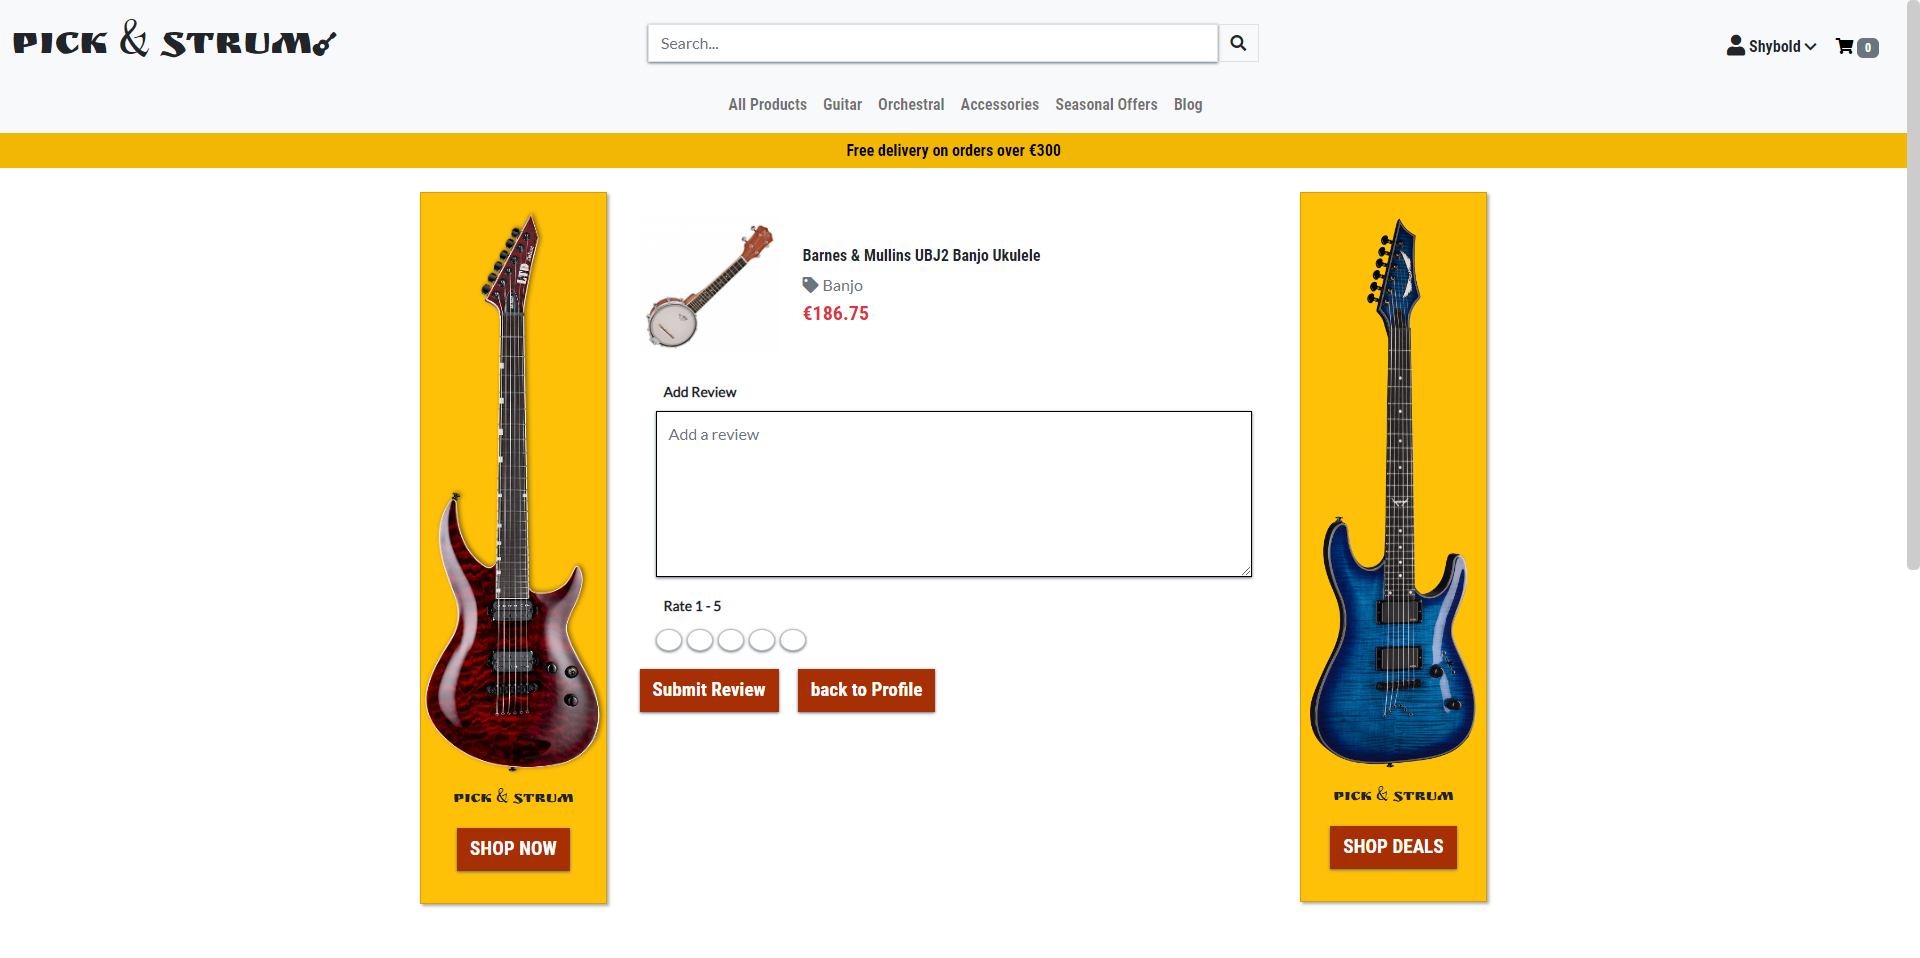 PICK & STRUM
Search...
Shybold
0
All Products Guitar Orchestral Accessories Seasonal Offers Blog
Free delivery on orders over €300
LTD
PICK & STRUM
SHOP NOW
Barnes & Mullins UBJ2 Banjo Ukulele
Banjo
€186.75
Add Review
Add a review
Rate 1 - 5
Submit Review
back to Profile
PICK & STRUM
SHOP DEALS